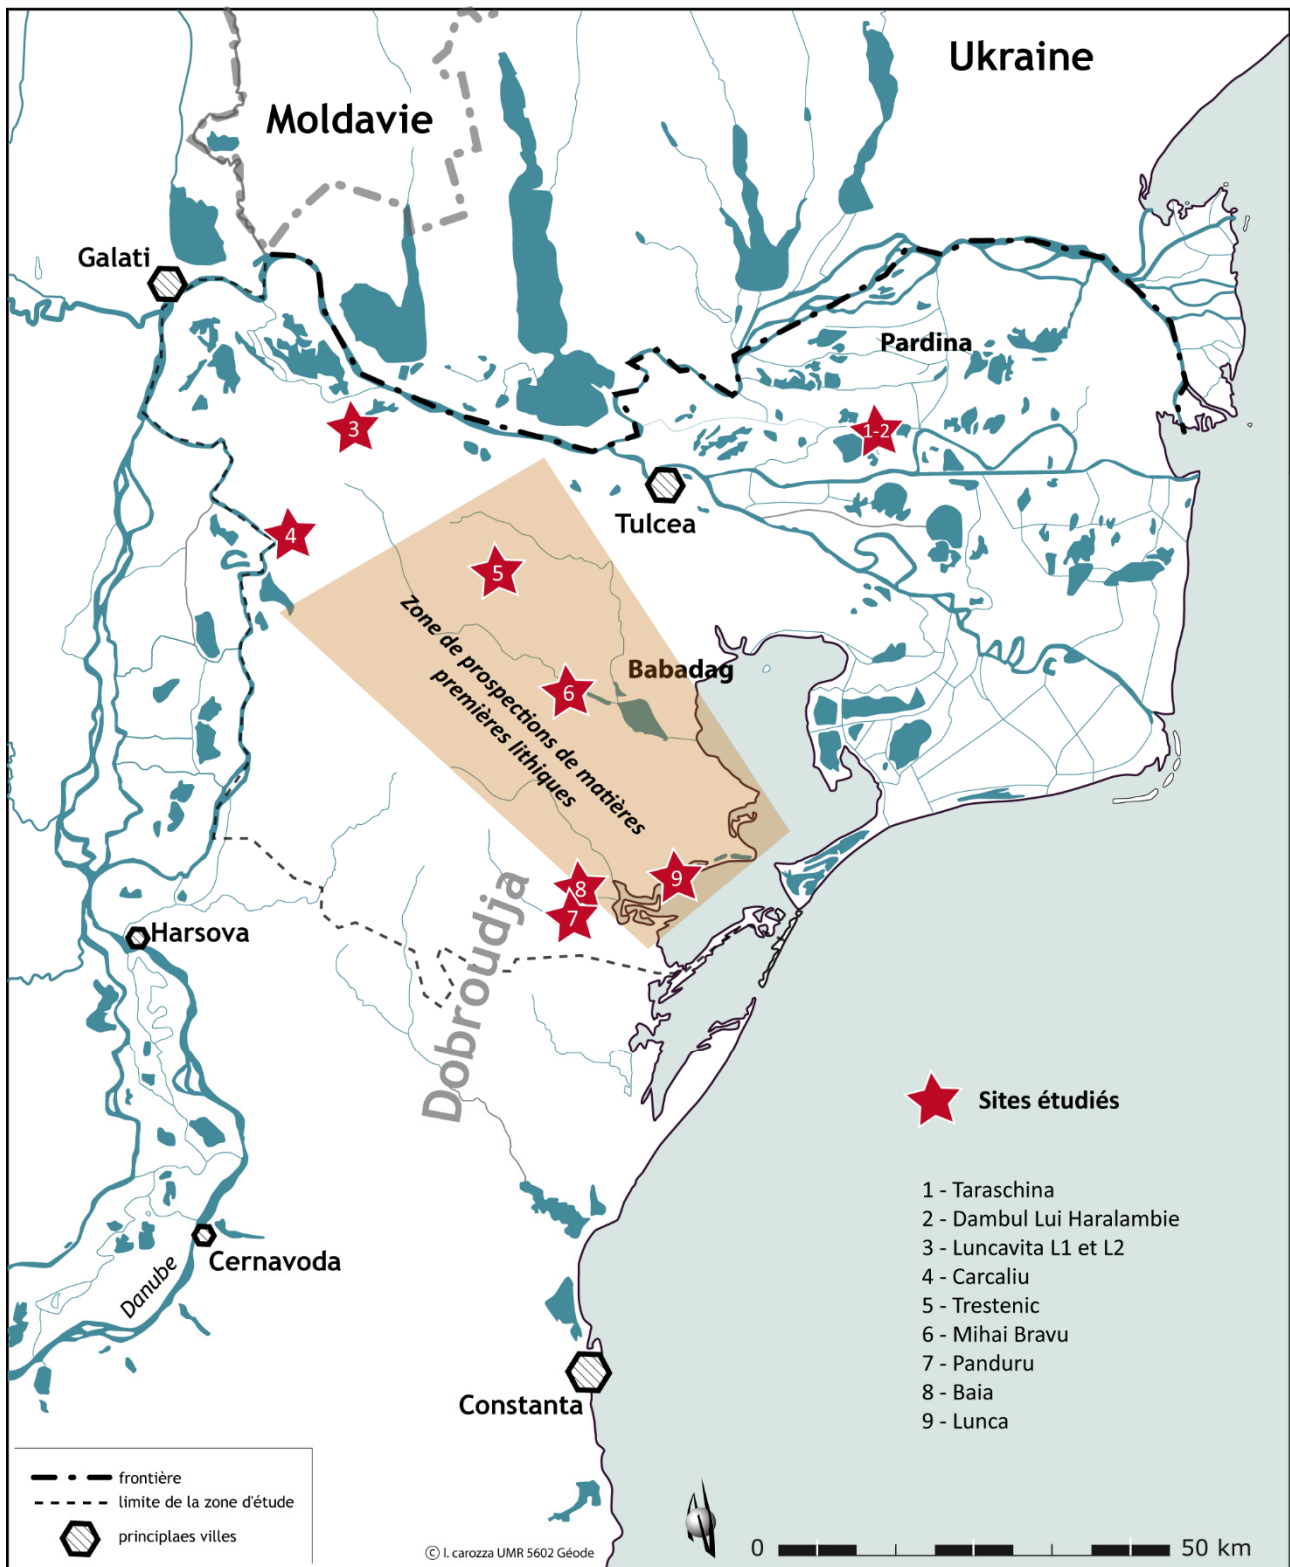 Ukraine
Moldavie
Galati
Pardina
3
1-2
Tulcea
4
5
Zone de prospections de matières
premières lithiques
Babadag
6
8
9
7
Dobroudja
Harsova
Sites étudiés
1 - Taraschina
2 - Dambul Lui Haralambie
3 - Luncavita L1 et L2
4 - Carcaliu
5 - Trestenic
6 - Mihai Bravu
7 - Panduru
8 - Baia
9 - Lunca
Cernavoda
Danube
Constanta
frontière
limite de la zone d'étude
principlaes villes
© l. carozza UMR 5602 Géode
0 50 km